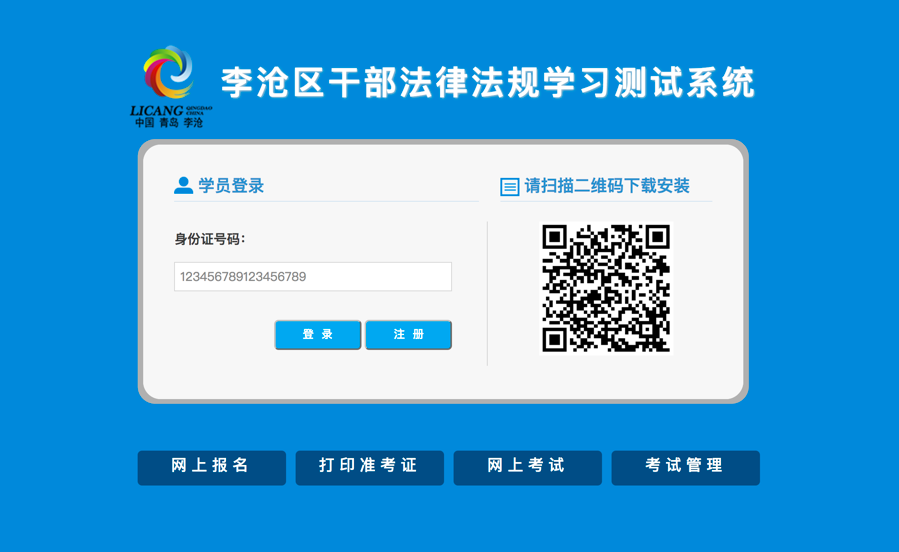 李沧区干部法律法规学习测试系统
LICANG QINGDAO CHINA
中国 青岛 李沧
学员登录
请扫描二维码下载安装
身份证号码：
123456789123456789
登 录
注 册
网上报名
打印准考证
网上考试
考试管理